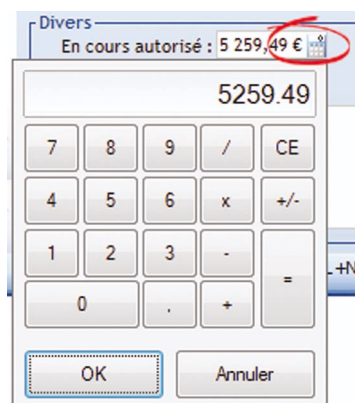 Divers
En cours autorisé : 5 259,49 €
5259.49
7 8 9 / CE
4 5 6 x +/-
1 2 3 -
L+N
=
0 . +
OK Annuler